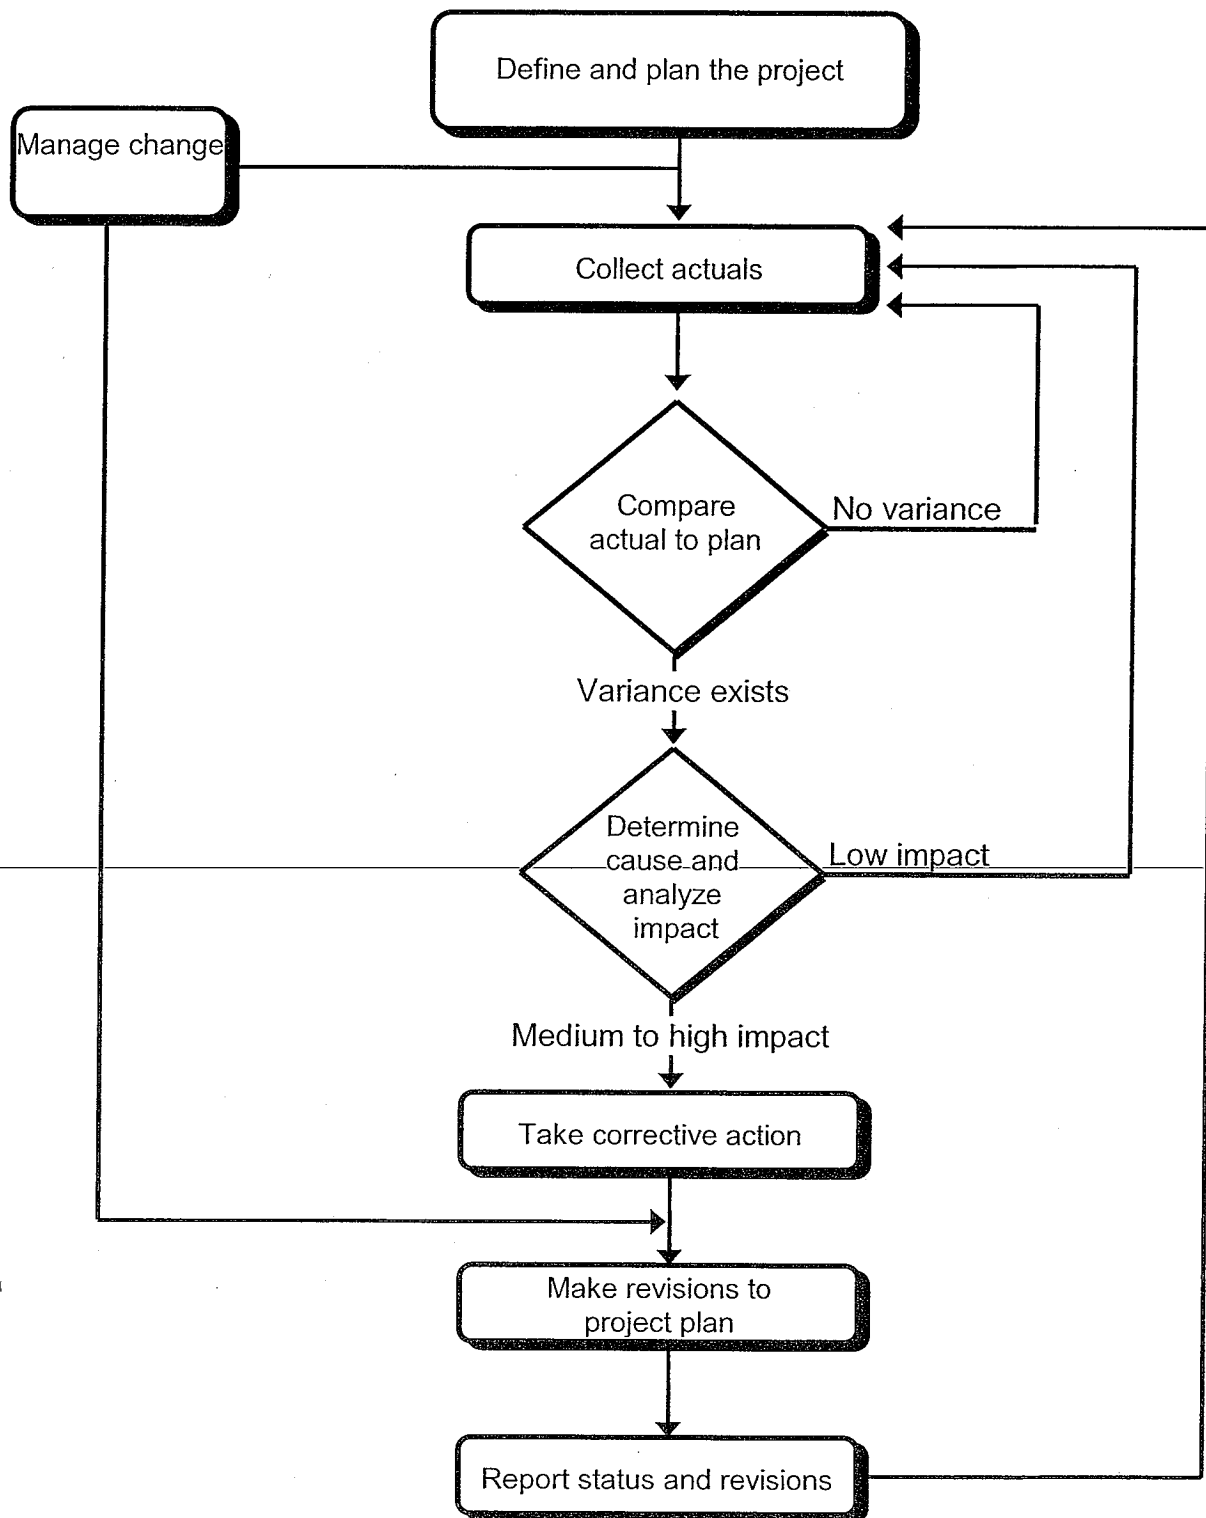 Define and plan the project
Manage change
Collect actuals
Compare
actual to plan
No variance
Variance exists
Determine
cause and
analyze
impact
Low impact
Medium to high impact
Take corrective action
Make revisions to
project plan
Report status and revisions